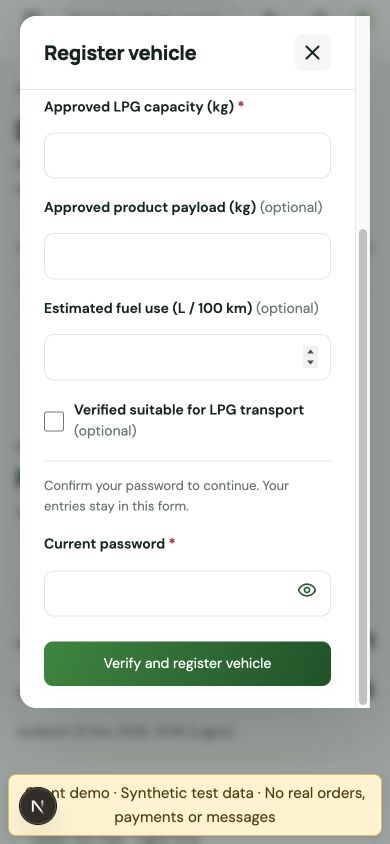 Register vehicle
Approved LPG capacity (kg) *
Approved product payload (kg) (optional)
Estimated fuel use (L / 100 km) (optional)
Verified suitable for LPG transport
(optional)
Confirm your password to continue. Your
entries stay in this form.
Current password *
Verify and register vehicle
demo · Synthetic test data · No real orders,
payments or messages
N